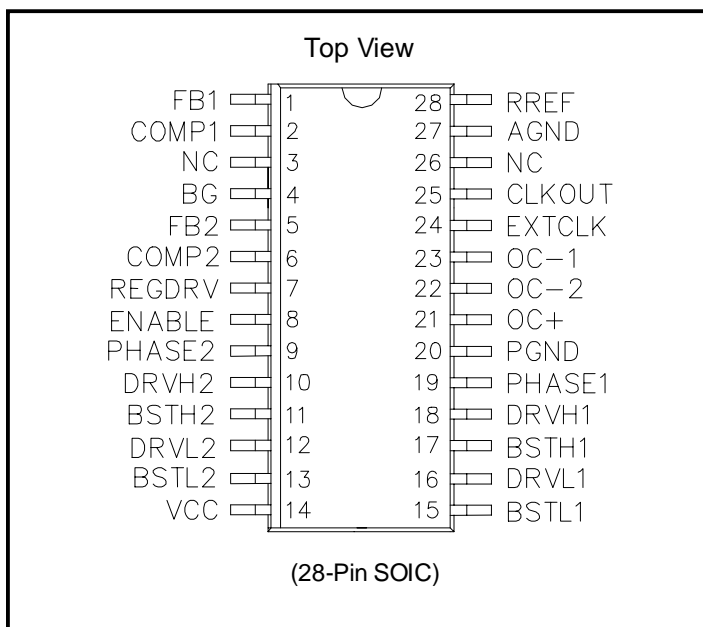 Top View
FB1 1 28 RREF
COMP1 2 27 AGND
NC 3 26 NC
BG 4 25 CLKOUT
FB2 5 24 EXTCLK
COMP2 6 23 OC-1
REGDRV 7 22 OC-2
ENABLE 8 21 OC+
PHASE2 9 20 PGND
DRVH2 10 19 PHASE1
BSTH2 11 18 DRVH1
DRVL2 12 17 BSTH1
BSTL2 13 16 DRVL1
VCC 14 15 BSTL1
(28-Pin SOIC)